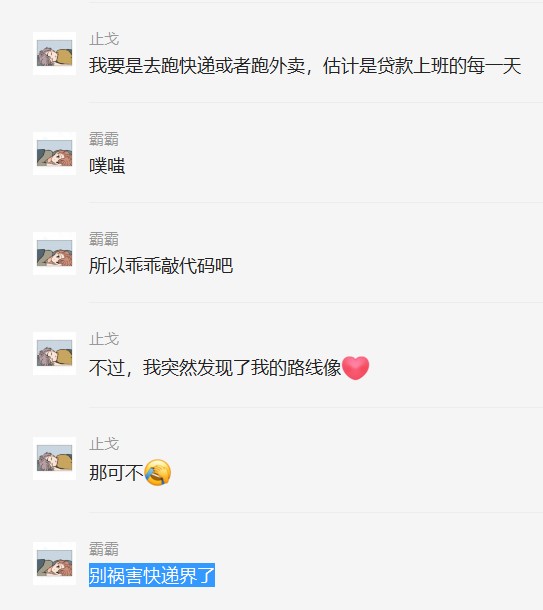 止戈
我要是去跑快递或者跑外卖，估计是贷款上班的每一天
霸霸
噗嗤
霸霸
所以乖乖敲代码吧
止戈
不过，我突然发现了我的路线像❤
止戈
那可不😂
霸霸
别祸害快递界了